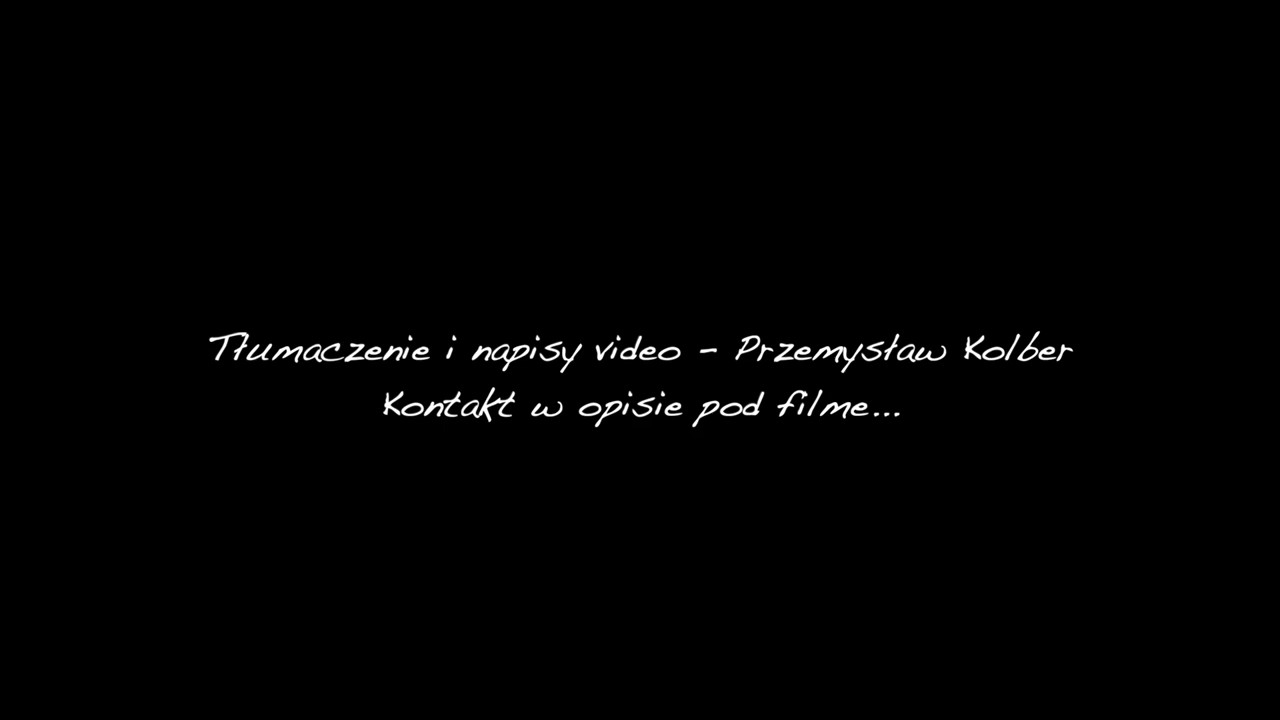 Tłumaczenie i napisy video - Przemysław Kolber
Kontakt w opisie pod filme...